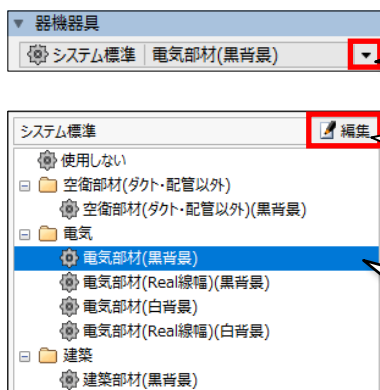 器機器具
システム標準 電気部材(黒背景)
システム標準 編集
使用しない
空衛部材(ダクト・配管以外)
空衛部材(ダクト・配管以外)(黒背景)
電気
電気部材(黒背景)
電気部材(Real線幅)(黒背景)
電気部材(白背景)
電気部材(Real線幅)(白背景)
建築
建築部材(黒背景)